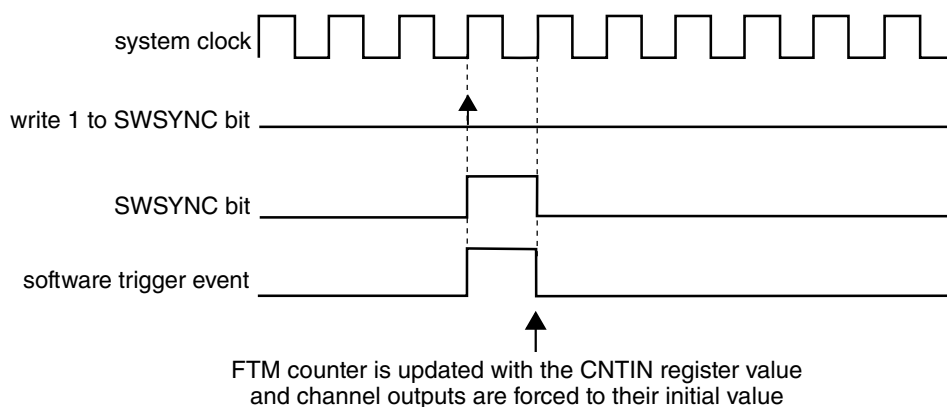 system clock
write 1 to SWSYNC bit
SWSYNC bit
software trigger event
FTM counter is updated with the CNTIN register value
and channel outputs are forced to their initial value